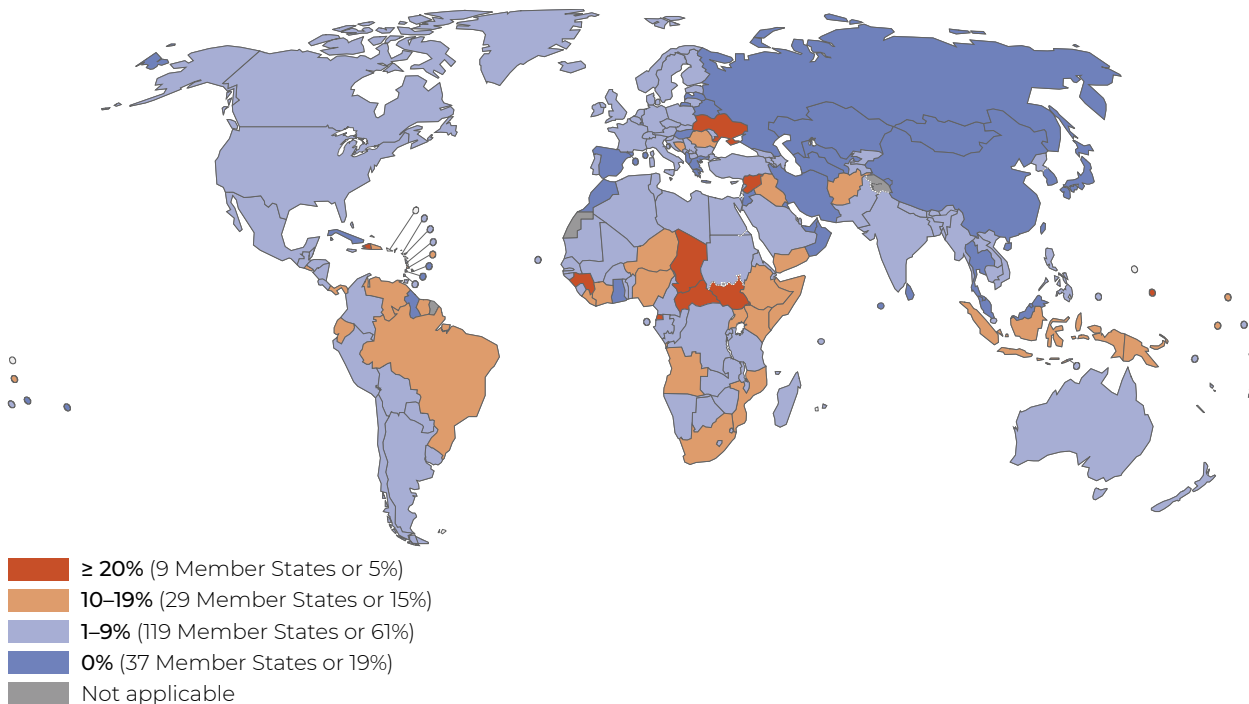 ≥ 20% (9 Member States or 5%)
10–19% (29 Member States or 15%)
1–9% (119 Member States or 61%)
0% (37 Member States or 19%)
Not applicable